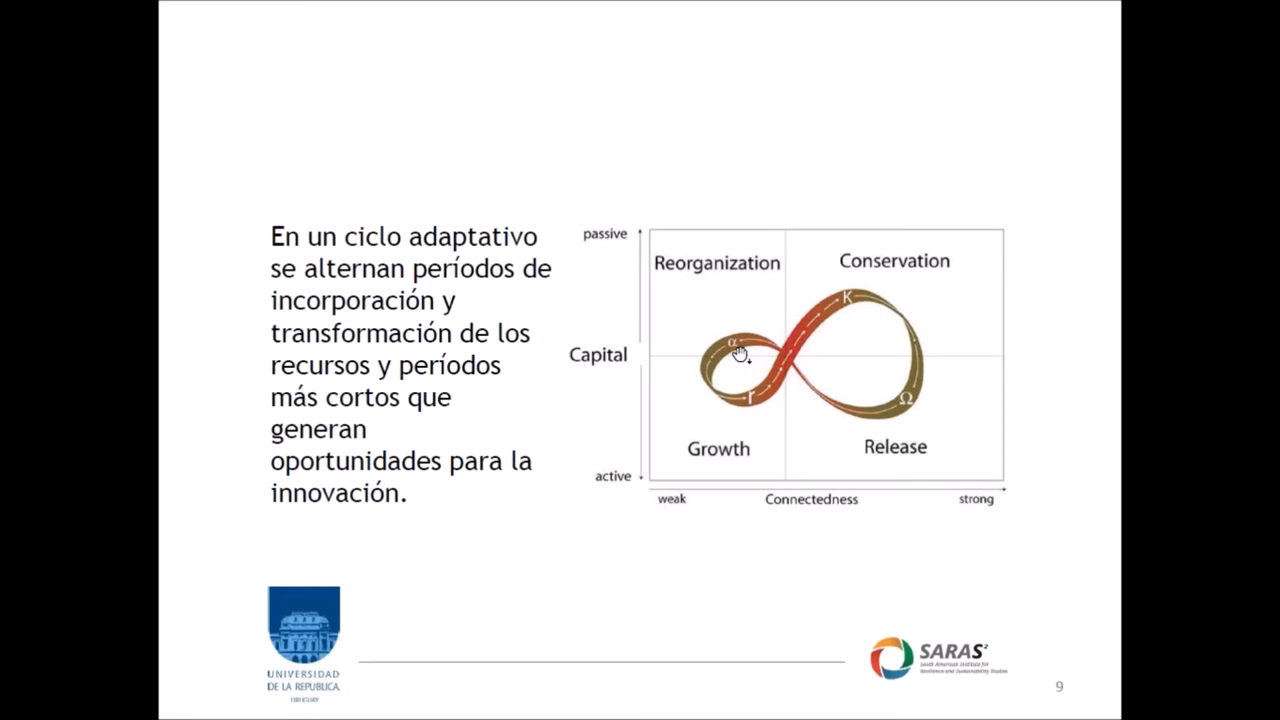 En un ciclo adaptativo
se alternan períodos de
incorporación y
transformación de los
recursos y períodos
más cortos que
generan
oportunidades para la
innovación.
passive
Reorganization
Conservation
K
α
Capital
r
Ω
Growth
Release
active
weak
Connectedness
strong
UNIVERSIDAD
DE LA REPUBLICA
URUGUAY
SARAS²
South American Institute for
Resilience and Sustainability Studies
9